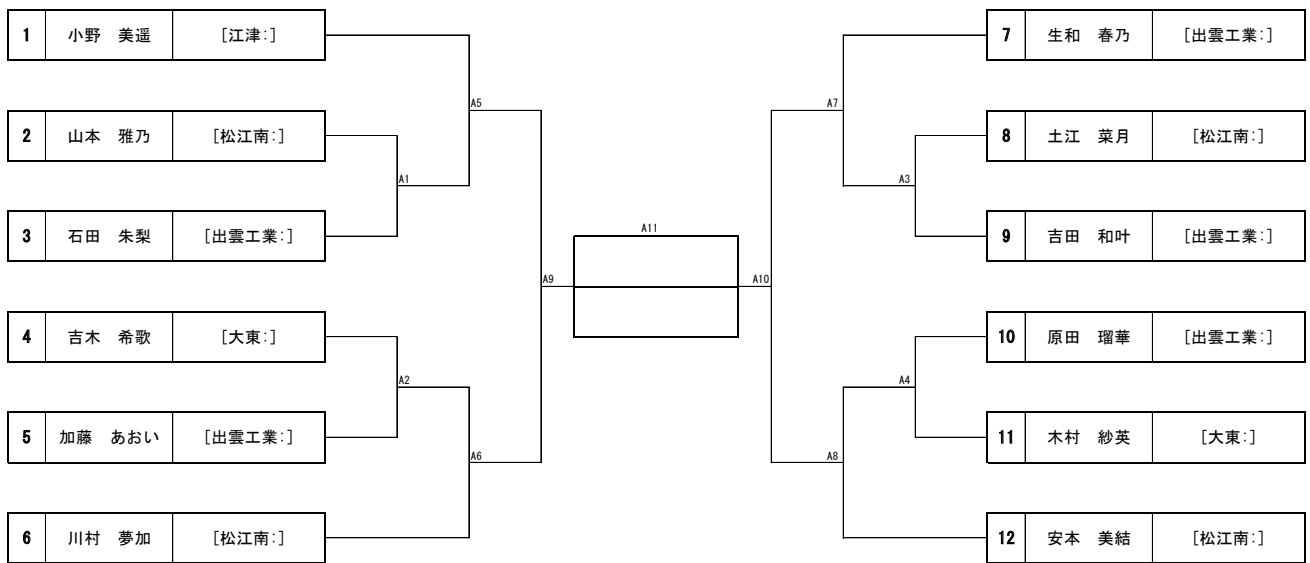 1 小野 美遥 [江津:]
2 山本 雅乃 [松江南:]
3 石田 朱梨 [出雲工業:]
4 吉木 希歌 [大東:]
5 加藤 あおい [出雲工業:]
6 川村 夢加 [松江南:]
A5
A1
A2
A6
A9
A11
A10
A7
A3
A4
A8
7 生和 春乃 [出雲工業:]
8 土江 菜月 [松江南:]
9 吉田 和叶 [出雲工業:]
10 原田 瑠華 [出雲工業:]
11 木村 紗英 [大東:]
12 安本 美結 [松江南:]